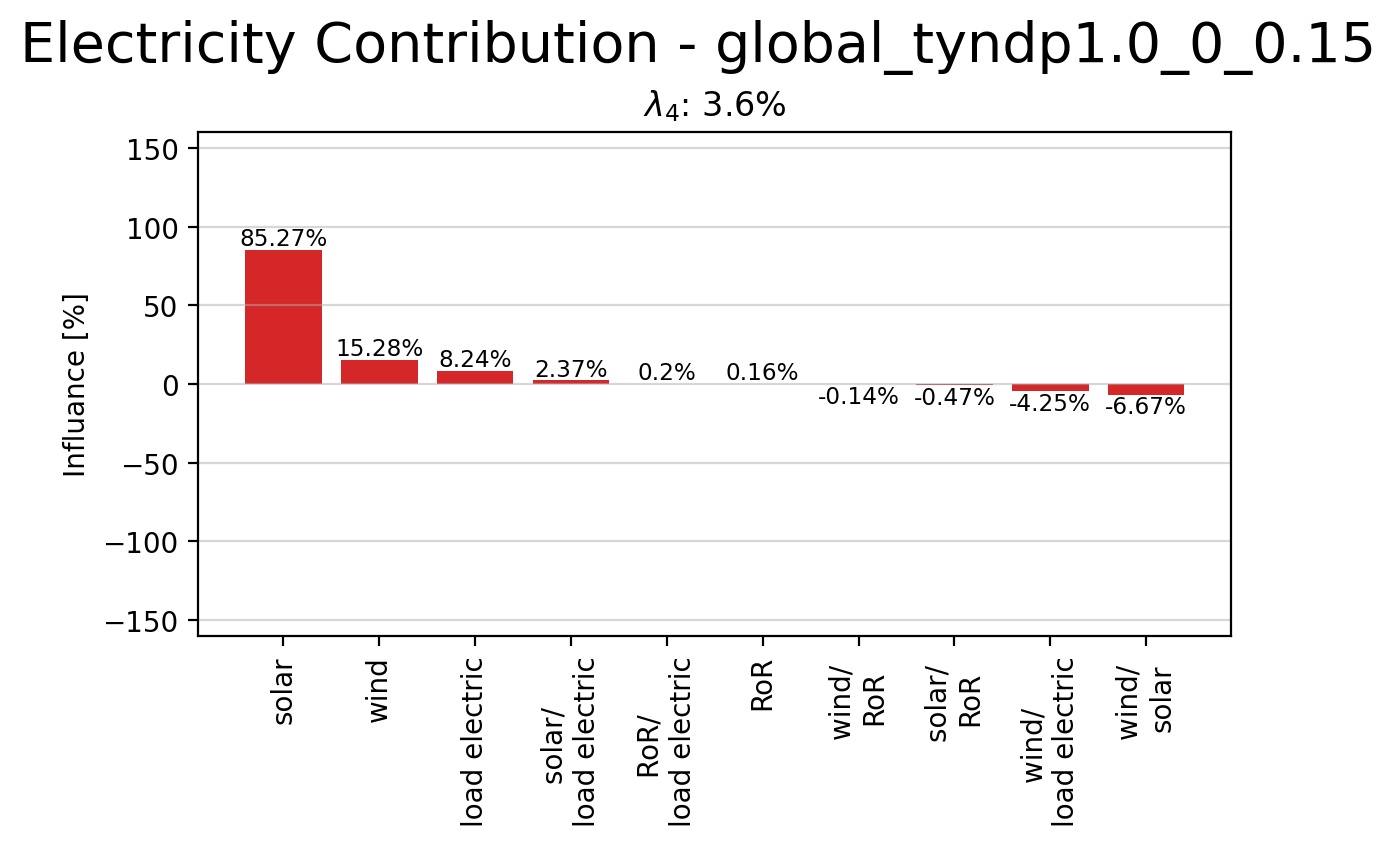 Electricity Contribution - global_tyndp1.0_0_0.15
λ4: 3.6%
150
100
50
0
−50
−100
−150
Influance [%]
85.27%
15.28%
8.24%
2.37%
0.2%
0.16%
-0.14%
-0.47%
-4.25%
-6.67%
solar
wind
load electric
solar/
load electric
RoR/
load electric
RoR
wind/
RoR
solar/
RoR
wind/
load electric
wind/
solar